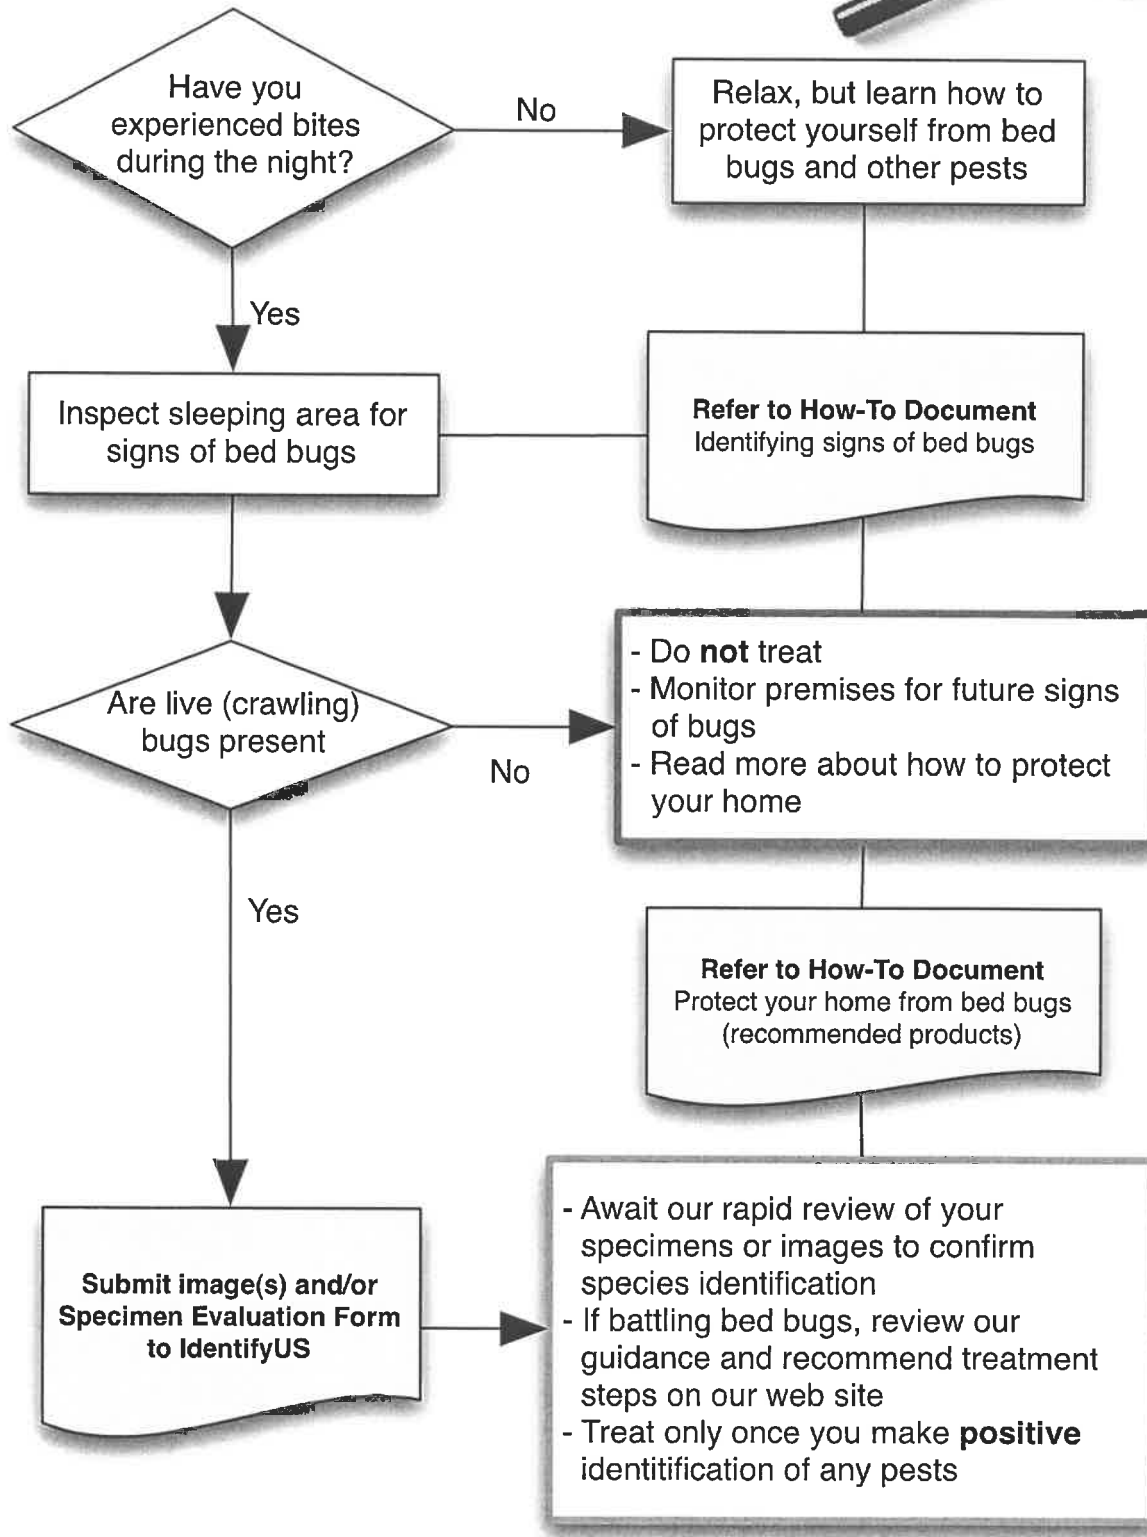 Have you
experienced bites
during the night?
No
Relax, but learn how to
protect yourself from bed
bugs and other pests
Yes
Inspect sleeping area for
signs of bed bugs
Refer to How-To Document
Identifying signs of bed bugs
Are live (crawling)
bugs present
No
- Do not treat
- Monitor premises for future signs
of bugs
- Read more about how to protect
your home
Yes
Refer to How-To Document
Protect your home from bed bugs
(recommended products)
Submit image(s) and/or
Specimen Evaluation Form
to IdentifyUS
- Await our rapid review of your
specimens or images to confirm
species identification
- If battling bed bugs, review our
guidance and recommend treatment
steps on our web site
- Treat only once you make positive
identitification of any pests